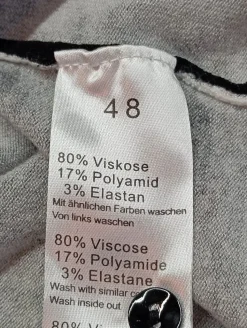 48
80% Viskose
17% Polyamid
3% Elastan
Mit ähnlichen Farben waschen
Von links waschen
80% Viscose
17% Polyamide
3% Elastane
Wash with similar
Wash inside out
80%